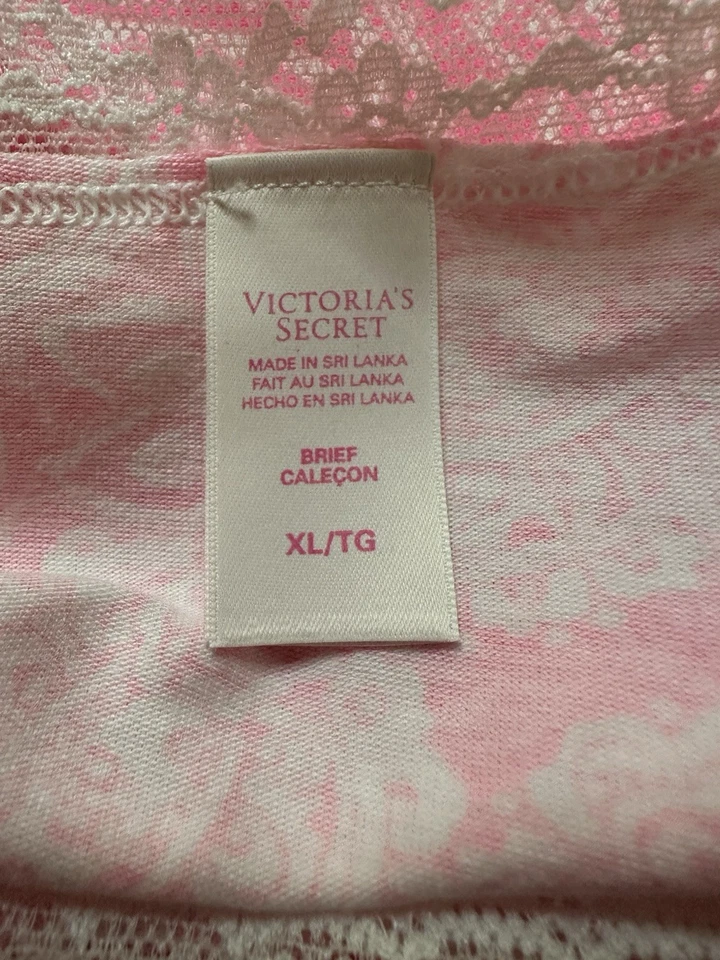 VICTORIA'S
SECRET
MADE IN SRI LANKA
FAIT AU SRI LANKA
HECHO EN SRI LANKA
BRIEF
CALEÇON
XL/TG